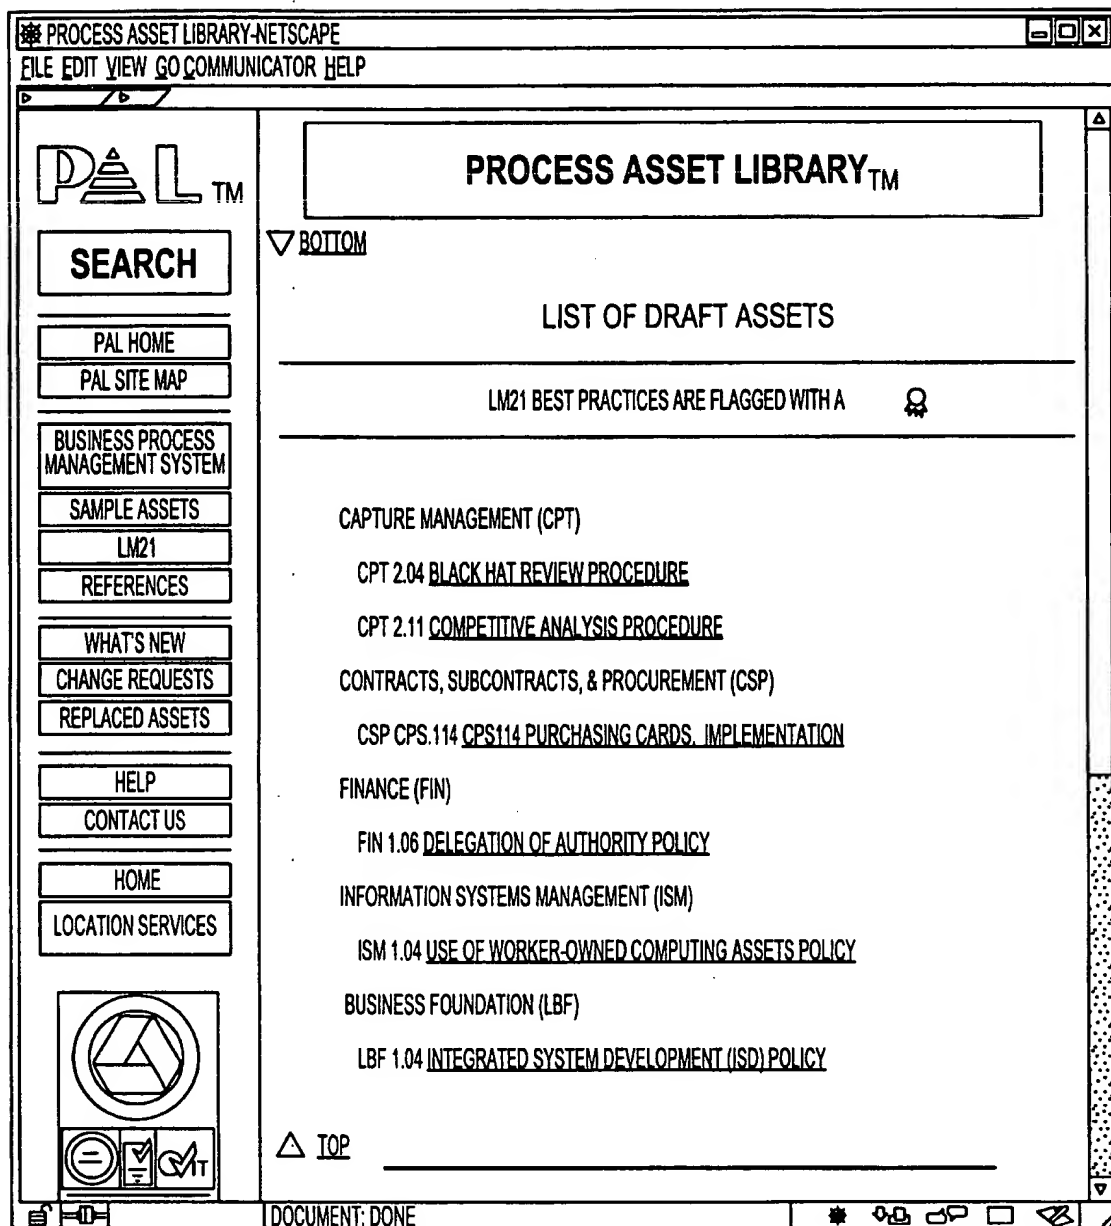 PROCESS ASSET LIBRARY-NETSCAPE
FILE EDIT VIEW GO COMMUNICATOR HELP
PAL TM
SEARCH
PAL HOME
PAL SITE MAP
BUSINESS PROCESS
MANAGEMENT SYSTEM
SAMPLE ASSETS
LM21
REFERENCES
WHAT'S NEW
CHANGE REQUESTS
REPLACED ASSETS
HELP
CONTACT US
HOME
LOCATION SERVICES
IT
PROCESS ASSET LIBRARY TM
BOTTOM
LIST OF DRAFT ASSETS
LM21 BEST PRACTICES ARE FLAGGED WITH A
CAPTURE MANAGEMENT (CPT)
CPT 2.04 BLACK HAT REVIEW PROCEDURE
CPT 2.11 COMPETITIVE ANALYSIS PROCEDURE
CONTRACTS, SUBCONTRACTS, & PROCUREMENT (CSP)
CSP CPS.114 CPS114 PURCHASING CARDS. IMPLEMENTATION
FINANCE (FIN)
FIN 1.06 DELEGATION OF AUTHORITY POLICY
INFORMATION SYSTEMS MANAGEMENT (ISM)
ISM 1.04 USE OF WORKER-OWNED COMPUTING ASSETS POLICY
BUSINESS FOUNDATION (LBF)
LBF 1.04 INTEGRATED SYSTEM DEVELOPMENT (ISD) POLICY
TOP
DOCUMENT: DONE